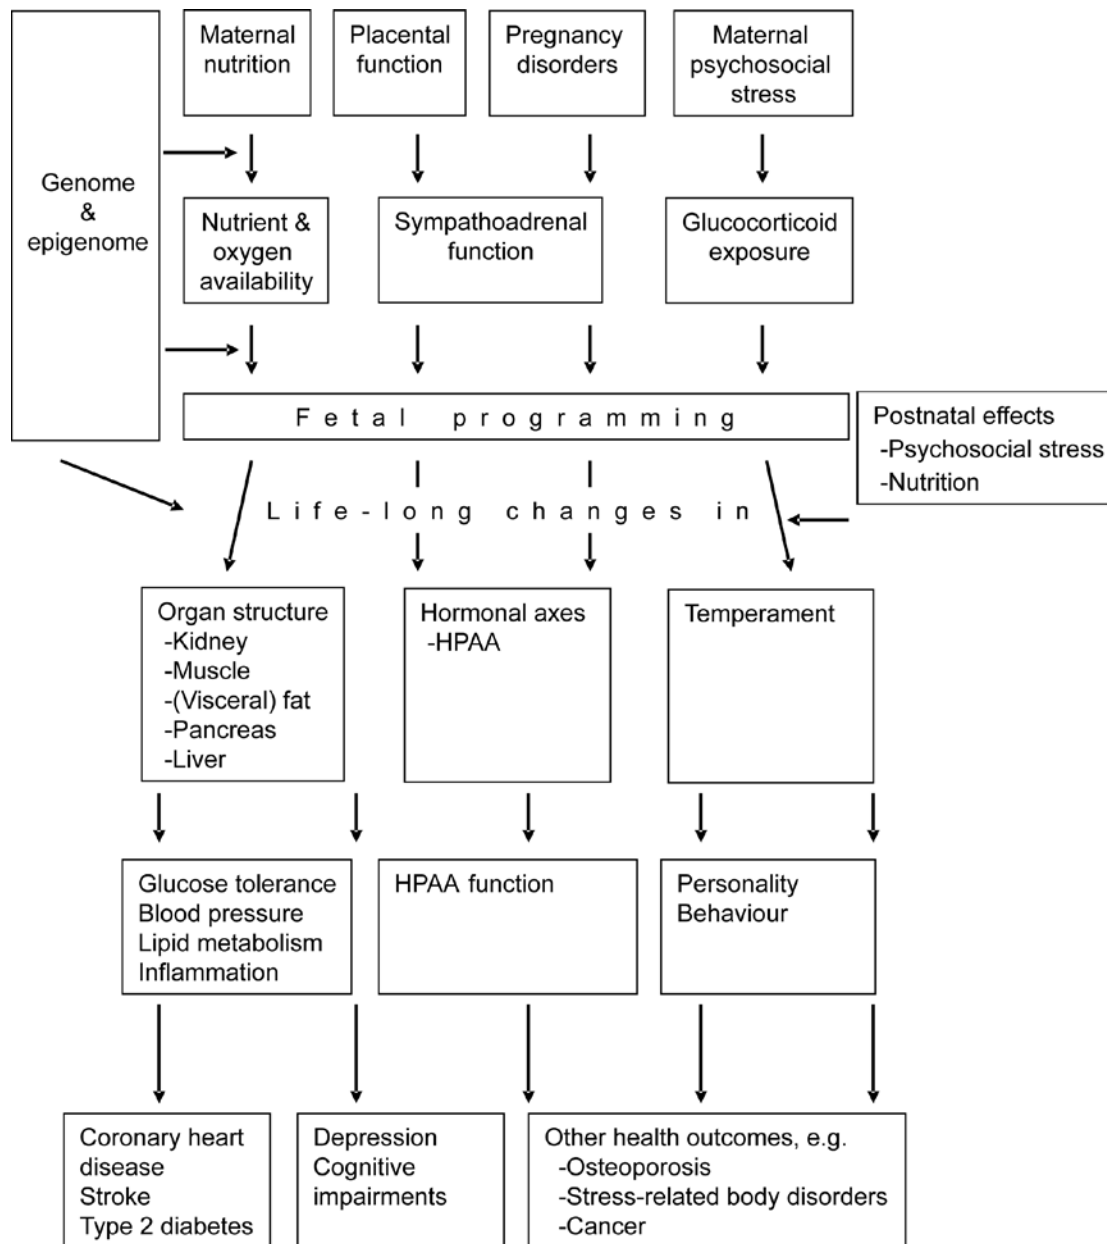 Maternal
nutrition
Placental
function
Pregnancy
disorders
Maternal
psychosocial
stress
Genome
&
epigenome
Nutrient &
oxygen
availability
Sympathoadrenal
function
Glucocorticoid
exposure
Fetal programming
Postnatal effects
-Psychosocial stress
-Nutrition
Life-long changes in
Organ structure
-Kidney
-Muscle
-(Visceral) fat
-Pancreas
-Liver
Hormonal axes
-HPAA
Temperament
Glucose tolerance
Blood pressure
Lipid metabolism
Inflammation
HPAA function
Personality
Behaviour
Coronary heart
disease
Stroke
Type 2 diabetes
Depression
Cognitive
impairments
Other health outcomes, e.g.
-Osteoporosis
-Stress-related body disorders
-Cancer